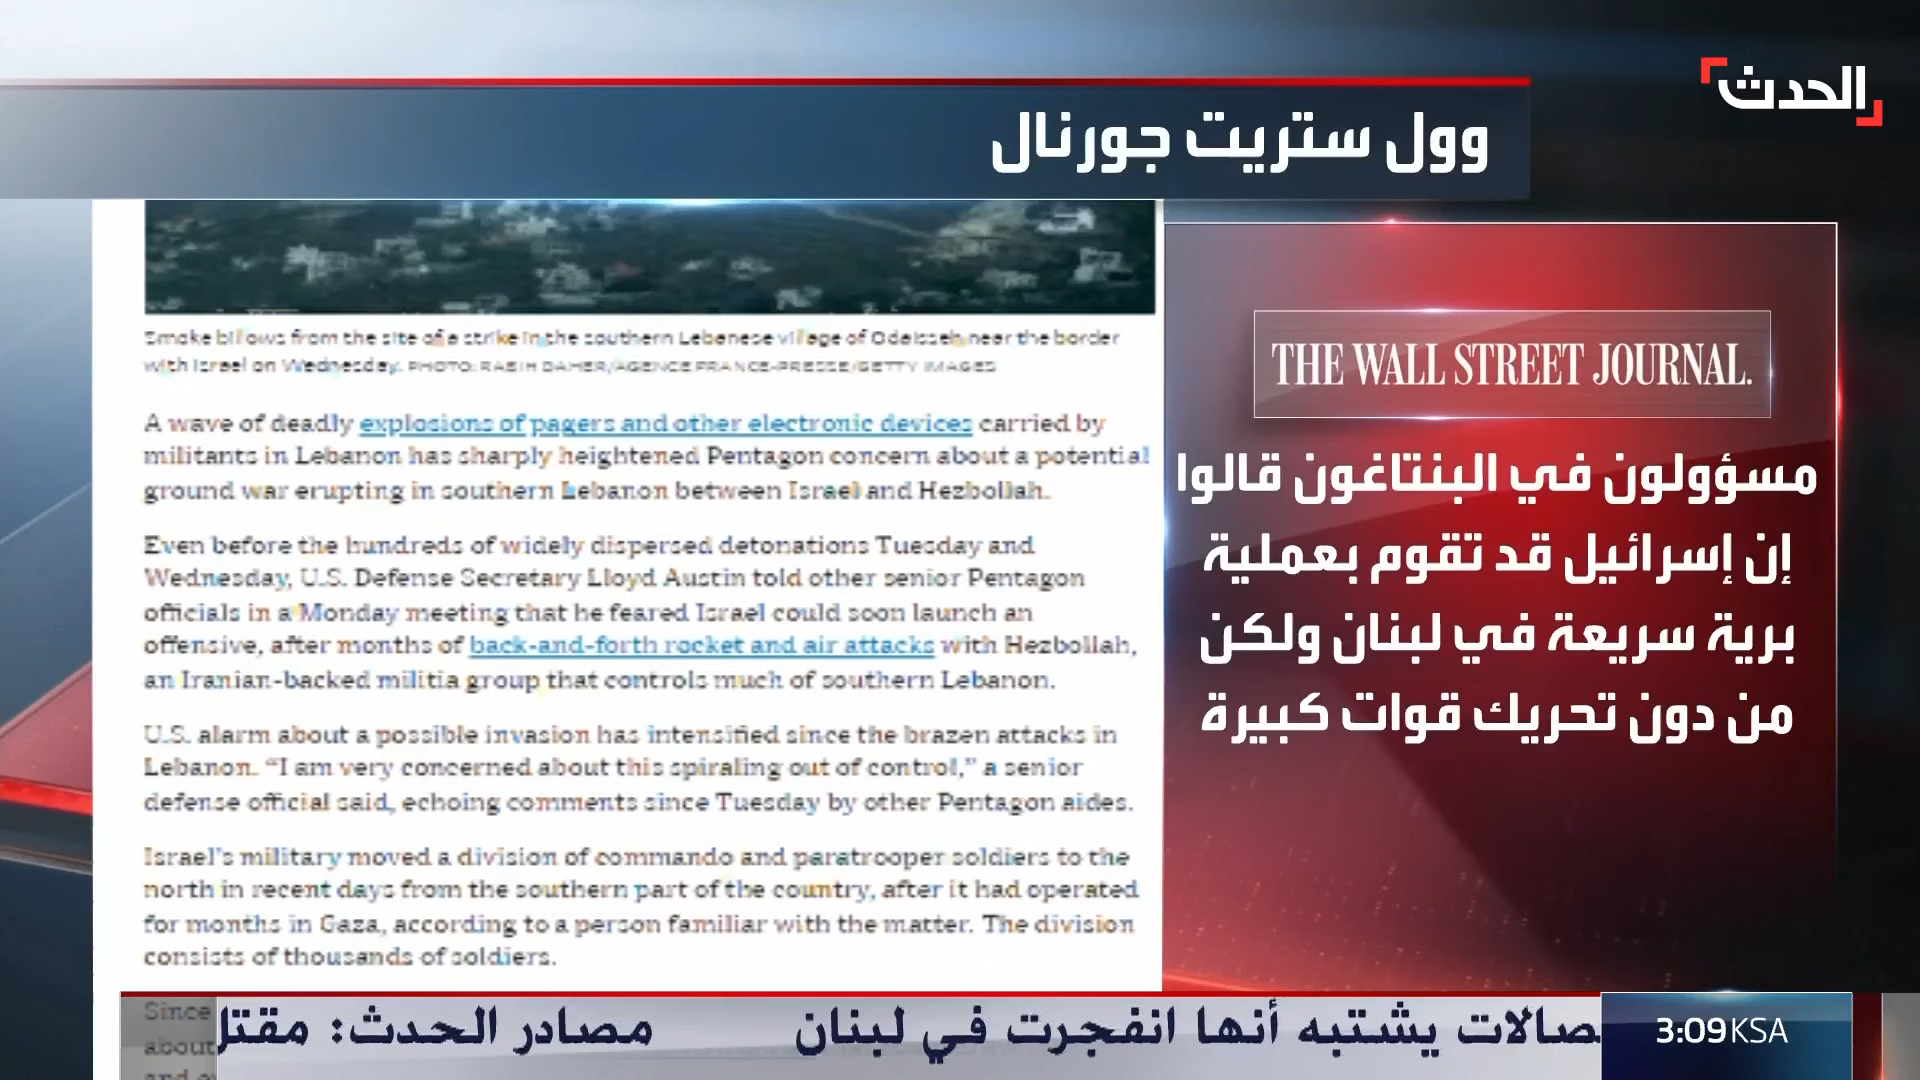 الحدث
وول ستريت جورنال
THE WALL STREET JOURNAL.
مسؤولون في البنتاغون قالوا
إن إسرائيل قد تقوم بعملية
برية سريعة في لبنان ولكن
من دون تحريك قوات كبيرة
Smoke billows from the site of a strike in the southern Lebanese village of Odaisseh near the border
with Israel on Wednesday. PHOTO: RABIH DAHER/AGENCE FRANCE-PRESSE/GETTY IMAGES
A wave of deadly explosions of pagers and other electronic devices carried by
militants in Lebanon has sharply heightened Pentagon concern about a potential
ground war erupting in southern Lebanon between Israel and Hezbollah.
Even before the hundreds of widely dispersed detonations Tuesday and
Wednesday, U.S. Defense Secretary Lloyd Austin told other senior Pentagon
officials in a Monday meeting that he feared Israel could soon launch an
offensive, after months of back-and-forth rocket and air attacks with Hezbollah,
an Iranian-backed militia group that controls much of southern Lebanon.
U.S. alarm about a possible invasion has intensified since the brazen attacks in
Lebanon. “I am very concerned about this spiraling out of control,” a senior
defense official said, echoing comments since Tuesday by other Pentagon aides.
Israel’s military moved a division of commando and paratrooper soldiers to the
north in recent days from the southern part of the country, after it had operated
for months in Gaza, according to a person familiar with the matter. The division
consists of thousands of soldiers.
Since
about
صالات يشتبه أنها انفجرت في لبنان مصادر الحدث: مقتل
3:09 KSA